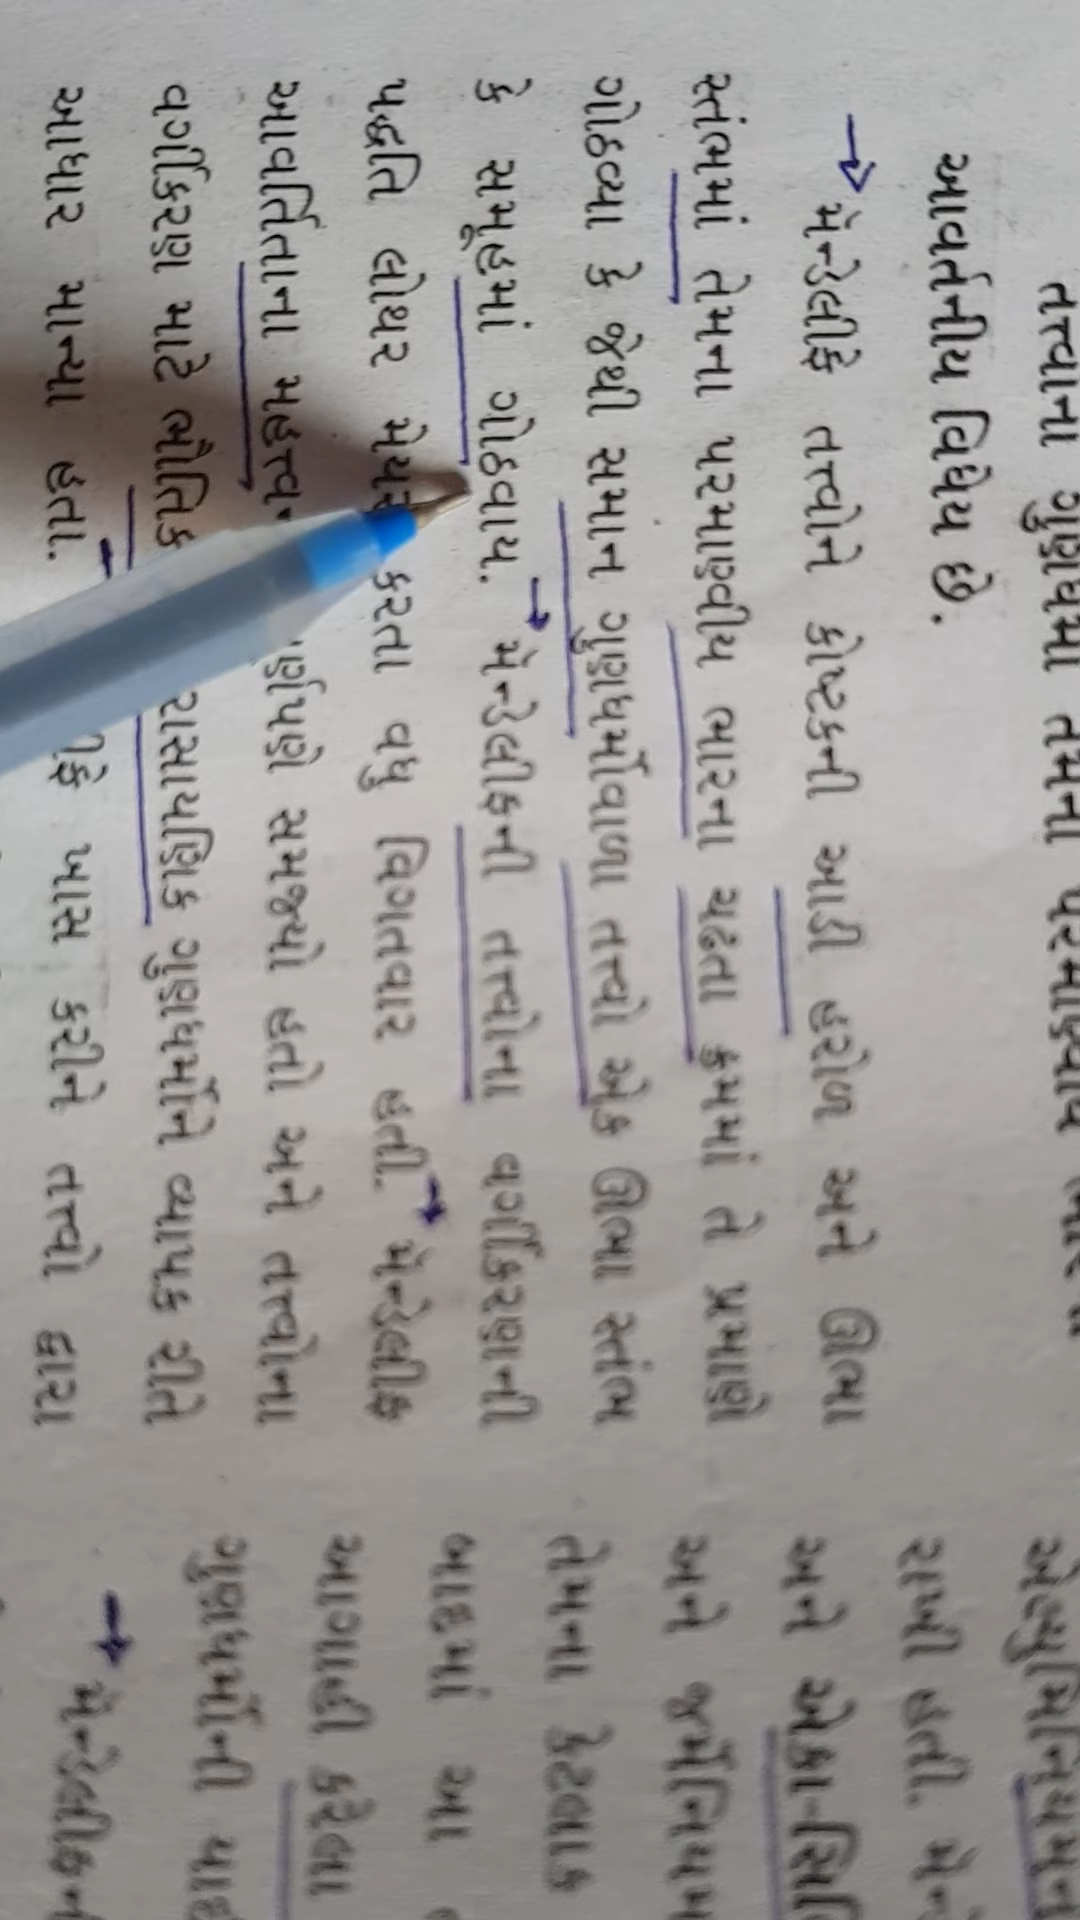 તત્ત્વોના ગુણધર્મો તેમના પરમાણ્વીય
આવર્તનીય વિધેય છે.
→ મેન્ડેલીફે તત્ત્વોને કોષ્ટકની આડી હરોળ અને ઊભા
સ્તંભમાં તેમના પરમાણ્વીય ભારના ચઢતા ક્રમમાં તે પ્રમાણે
ગોઠવ્યા કે જેથી સમાન ગુણધર્મોવાળા તત્ત્વો એક ઊભા સ્તંભ
કે સમૂહમાં ગોઠવાય. → મેન્ડેલીફની તત્ત્વોના વર્ગીકરણની
પદ્ધતિ લોથર મેયર કરતા વધુ વિગતવાર હતી. → મેન્ડેલીફ
આવર્તિતાના સમજ્યો હતો અને તત્ત્વોના
વર્ગીકરણ માટે ભૌતિક રાસાયણિક ગુણધર્મોને વ્યાપક રીતે
આધાર માન્યા હતા. ખાસ કરીને તત્ત્વો દ્વારા
એલ્યુમિનિયમન
રાખી હતી.
અને એકા-સિ
અને જર્મેનિયમ
તેમના કેટલાક
બાદમાં આ
આગાહી કરેલા
ગુણધર્મોની
→ મેન્ડેલીફન